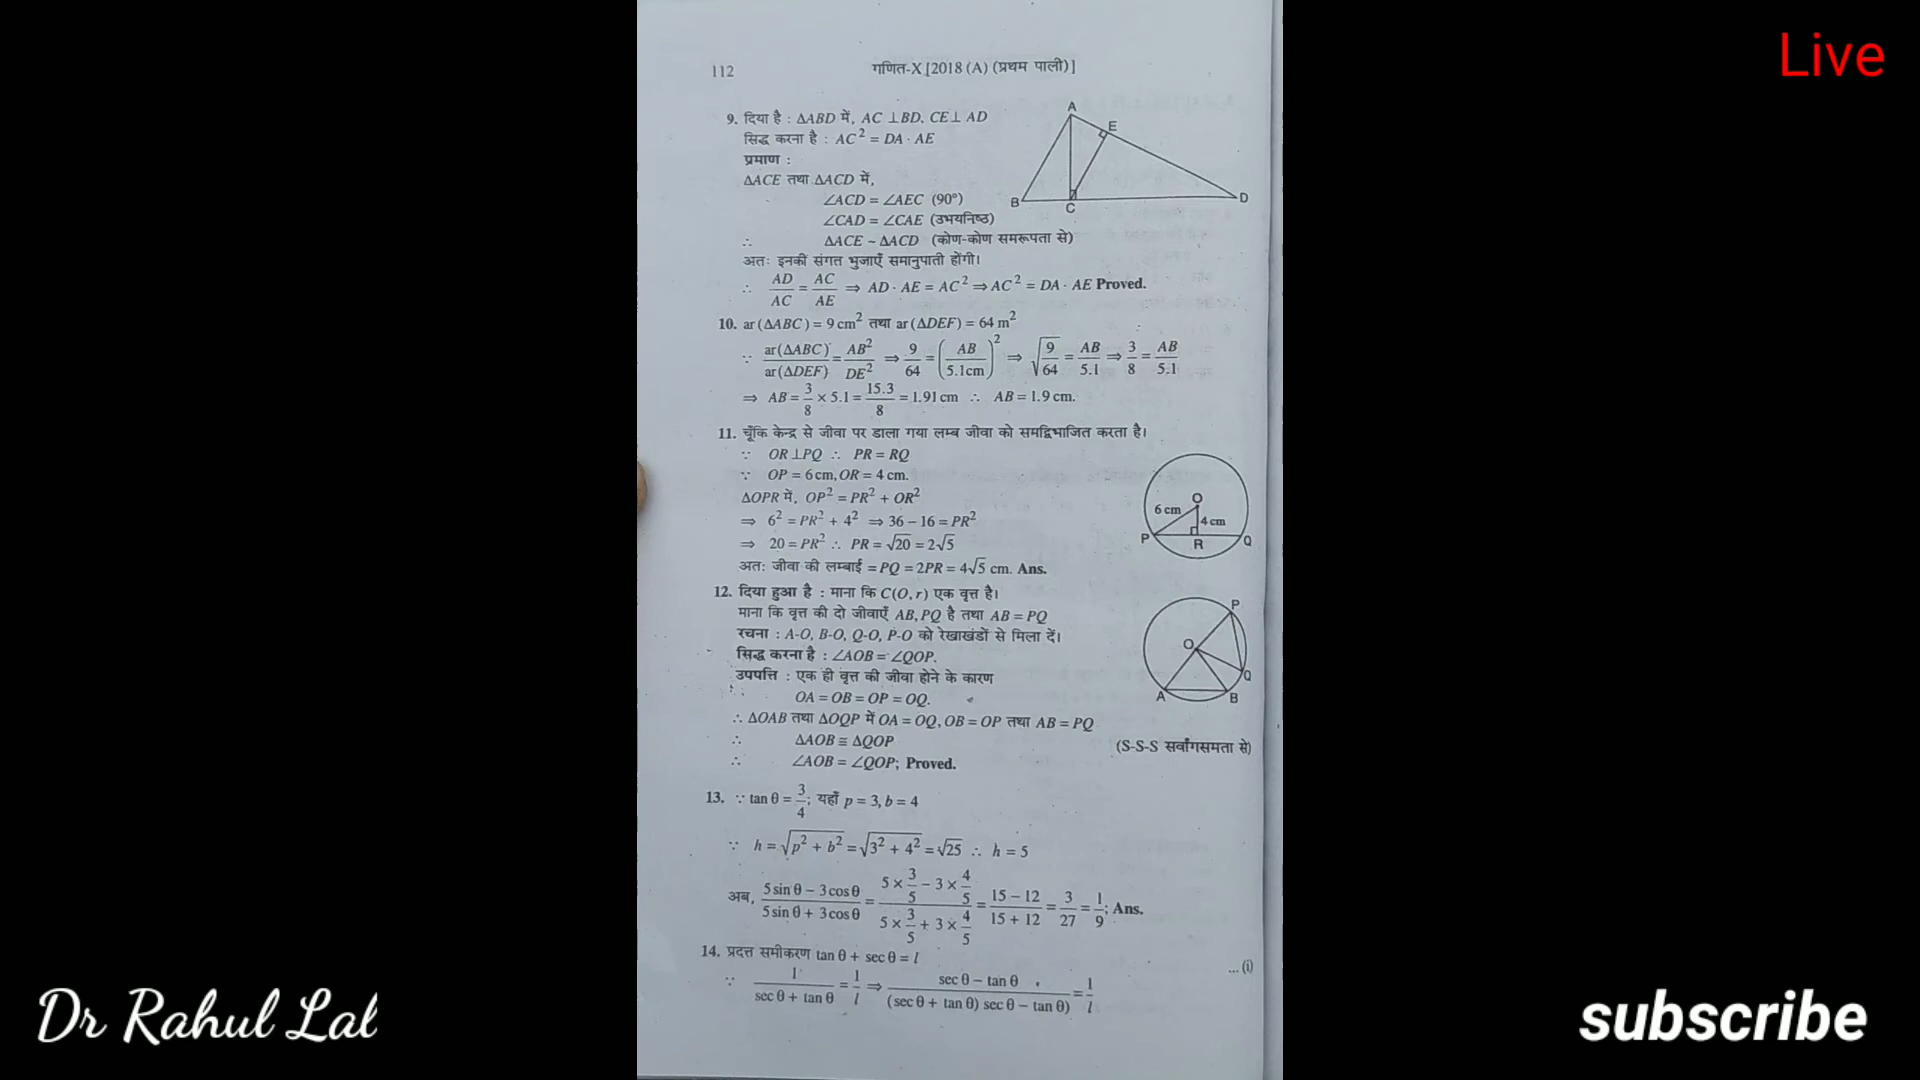 Live
112
गणित-X [2018 (A) (प्रथम पाली)]
9. दिया है : ΔABD में, AC ⊥ BD, CE ⊥ AD
सिद्ध करना है : AC² = DA · AE
प्रमाण :
ΔACE तथा ΔACD में,
∠ACD = ∠AEC (90°)
∠CAD = ∠CAE (उभयनिष्ठ)
∴ ΔACE ~ ΔACD (कोण-कोण समरूपता से)
अतः इनकी संगत भुजाएँ समानुपाती होंगी।
∴ AD/AC = AC/AE ⇒ AD · AE = AC² ⇒ AC² = DA · AE Proved.
A
E
B
C
D
10. ar (ΔABC) = 9 cm² तथा ar (ΔDEF) = 64 m²
∵ ar(ΔABC)/ar(ΔDEF) = AB²/DE² ⇒ 9/64 = (AB/5.1cm)² ⇒ √(9/64) = AB/5.1 ⇒ 3/8 = AB/5.1
⇒ AB = 3/8 × 5.1 = 15.3/8 = 1.91 cm ∴ AB = 1.9 cm.
11. चूँकि केन्द्र से जीवा पर डाला गया लम्ब जीवा को समद्विभाजित करता है।
∵ OR ⊥ PQ ∴ PR = RQ
∵ OP = 6 cm, OR = 4 cm.
ΔOPR में, OP² = PR² + OR²
⇒ 6² = PR² + 4² ⇒ 36 − 16 = PR²
⇒ 20 = PR² ∴ PR = √20 = 2√5
अतः जीवा की लम्बाई = PQ = 2PR = 4√5 cm. Ans.
O
6 cm
4 cm
P
R
Q
12. दिया हुआ है : माना कि C(O, r) एक वृत्त है।
माना कि वृत्त की दो जीवाएँ AB, PQ है तथा AB = PQ
रचना : A-O, B-O, Q-O, P-O को रेखाखंडों से मिला दें।
सिद्ध करना है : ∠AOB = ∠QOP.
उपपत्ति : एक ही वृत्त की जीवा होने के कारण
OA = OB = OP = OQ.
∴ ΔOAB तथा ΔOQP में OA = OQ, OB = OP तथा AB = PQ
∴ ΔAOB ≅ ΔQOP (S-S-S सर्वांगसमता से)
∴ ∠AOB = ∠QOP; Proved.
P
O
Q
A
B
13. ∵ tan θ = 3/4; यहाँ p = 3, b = 4
∵ h = √(p² + b²) = √(3² + 4²) = √25 ∴ h = 5
अब, (5 sin θ − 3 cos θ)/(5 sin θ + 3 cos θ) = (5 × 3/5 − 3 × 4/5)/(5 × 3/5 + 3 × 4/5) = (15 − 12)/(15 + 12) = 3/27 = 1/9; Ans.
14. प्रदत्त समीकरण tan θ + sec θ = l ... (i)
∵ 1/(sec θ + tan θ) = 1/l ⇒ (sec θ − tan θ)/((sec θ + tan θ) sec θ − tan θ) = 1/l
Dr Rahul Lal
subscribe